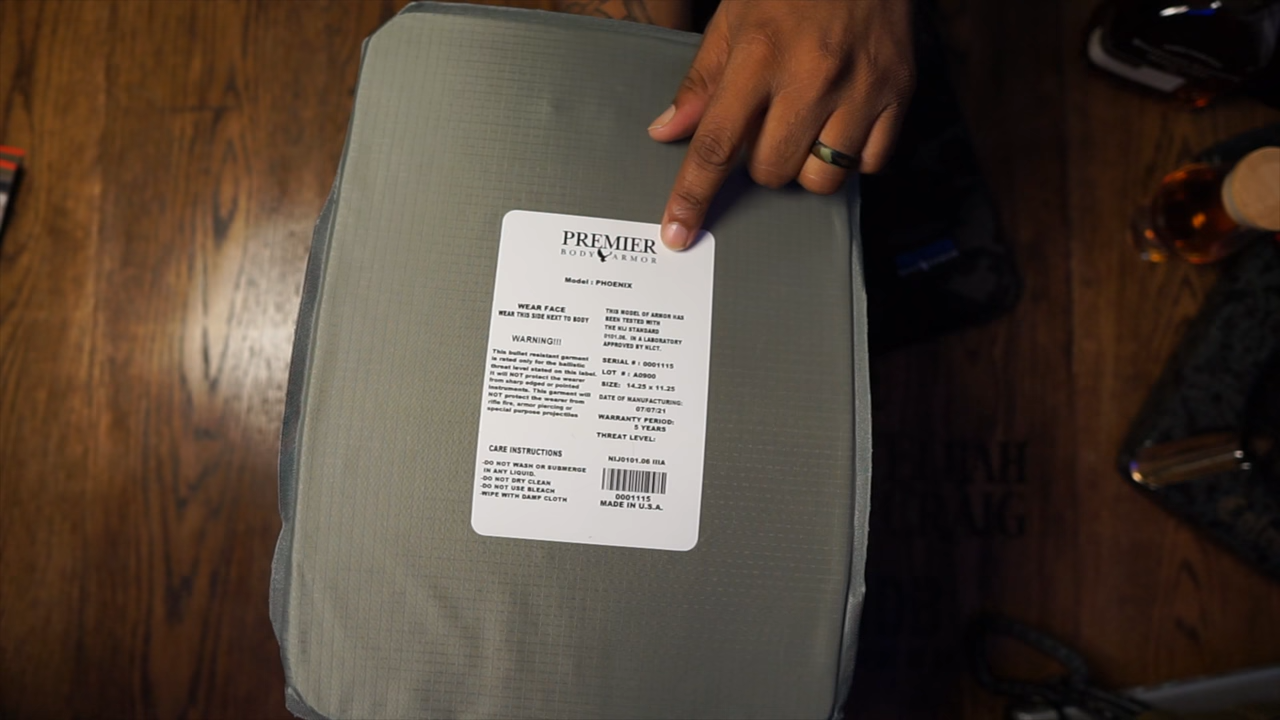 PREMIER
BODY ARMOR
Model : PHOENIX
WEAR FACE
WEAR THIS SIDE NEXT TO BODY
WARNING!!!
This bullet resistant garment
is rated only for the ballistic
threat level stated on this label.
It will NOT protect the wearer
from sharp edged or pointed
instruments. This garment will
NOT protect the wearer from
rifle fire, armor piercing or
special purpose projectiles
CARE INSTRUCTIONS
-DO NOT WASH OR SUBMERGE
IN ANY LIQUID.
-DO NOT DRY CLEAN
-DO NOT USE BLEACH
-WIPE WITH DAMP CLOTH
THIS MODEL OF ARMOR HAS
BEEN TESTED WITH
THE NIJ STANDARD
0101.06. IN A LABORATORY
APPROVED BY NLCT.
SERIAL # : 0001115
LOT # : A0900
SIZE: 14.25 x 11.25
DATE OF MANUFACTURING:
07/07/21
WARRANTY PERIOD:
5 YEARS
THREAT LEVEL:
NIJ0101.06 IIIA
0001115
MADE IN U.S.A.